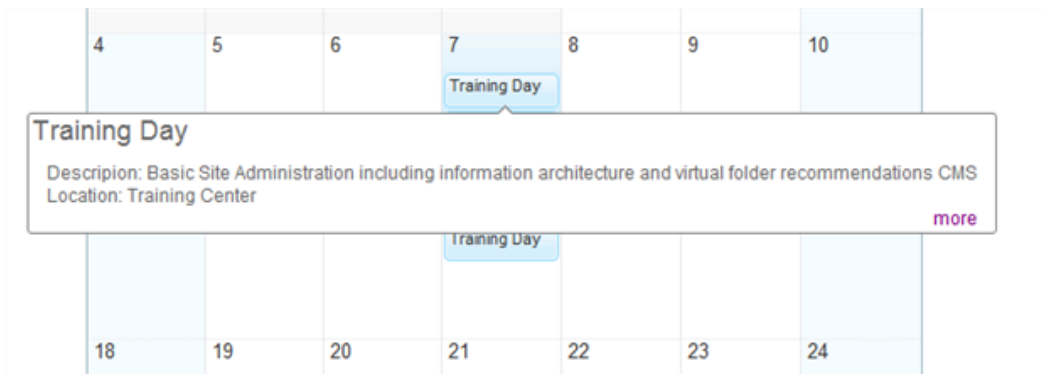 4 5 6 7 8 9 10
Training Day
Training Day
Descripion: Basic Site Administration including information architecture and virtual folder recommendations CMS
Location: Training Center
more
Training Day
18 19 20 21 22 23 24